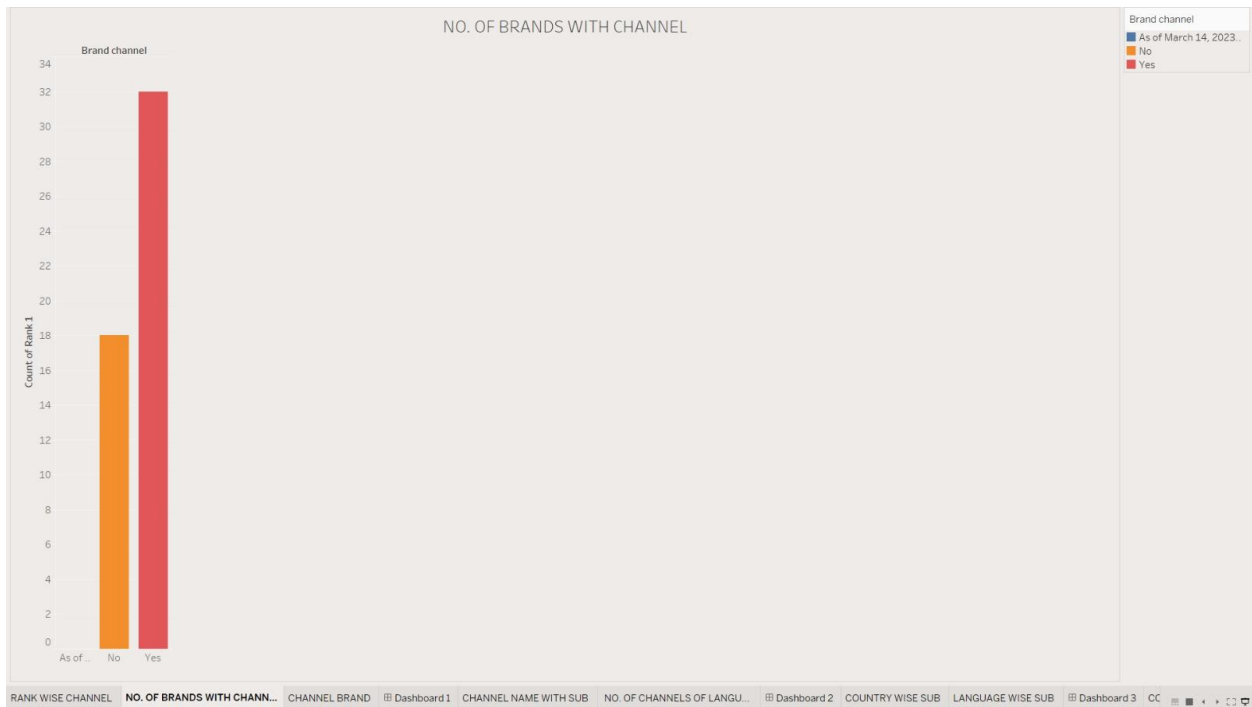 NO. OF BRANDS WITH CHANNEL
Brand channel
34
32
30
28
26
24
22
20
18
16
14
12
10
8
6
4
2
0
Count of Rank 1
As of ..
No
Yes
Brand channel
As of March 14, 2023..
No
Yes
RANK WISE CHANNEL
NO. OF BRANDS WITH CHANN...
CHANNEL BRAND
Dashboard 1
CHANNEL NAME WITH SUB
NO. OF CHANNELS OF LANGU...
Dashboard 2
COUNTRY WISE SUB
LANGUAGE WISE SUB
Dashboard 3
CC